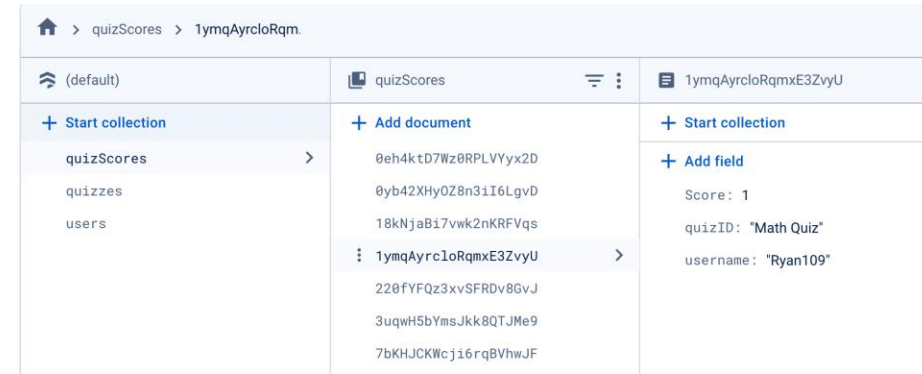 quizScores > 1ymqAyrcloRqm.
(default)
+ Start collection
quizScores
quizzes
users
quizScores
+ Add document
0eh4ktD7Wz0RPLVYyx2D
0yb42XHyOZ8n3iI6LgvD
18kNjaBi7vwk2nKRFVqs
1ymqAyrcloRqmxE3ZvyU
220fYFQz3xvSFRDv8GvJ
3uqwH5bYmsJkk8QTJMe9
7bKHJCKWcji6rqBVhwJF
1ymqAyrcloRqmxE3ZvyU
+ Start collection
+ Add field
Score: 1
quizID: "Math Quiz"
username: "Ryan109"